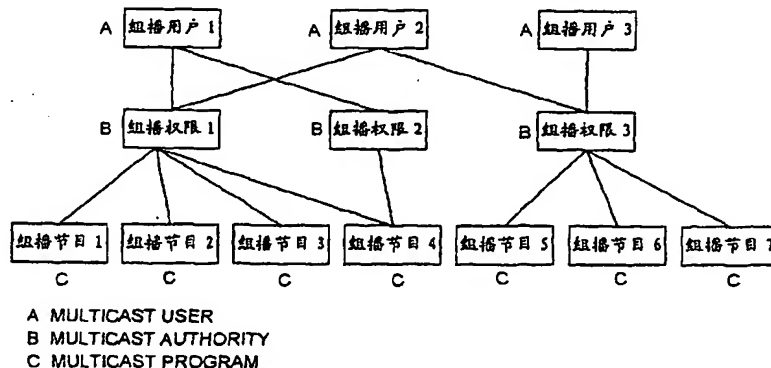 A 组播用户 1
A 组播用户 2
A 组播用户 3
B 组播权限 1
B 组播权限 2
B 组播权限 3
组播节目 1
组播节目 2
组播节目 3
组播节目 4
组播节目 5
组播节目 6
组播节目 7
C C C C C C C
A MULTICAST USER
B MULTICAST AUTHORITY
C MULTICAST PROGRAM